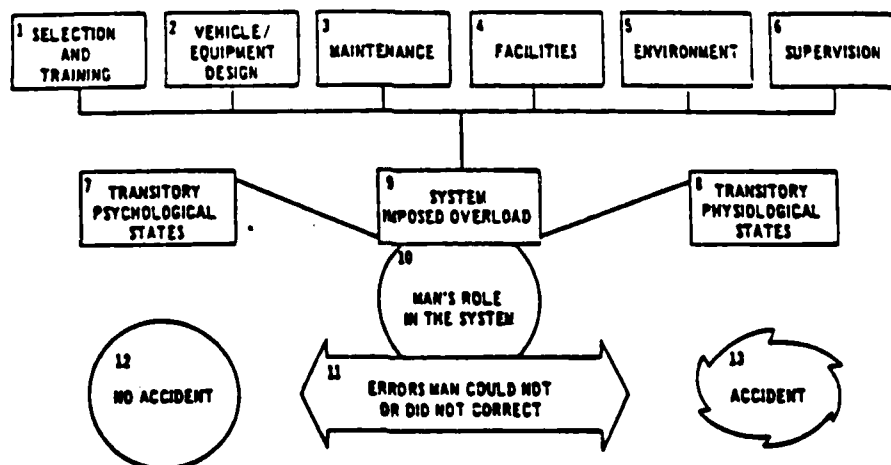 1 SELECTION
AND
TRAINING
2 VEHICLE/
EQUIPMENT
DESIGN
3 MAINTENANCE
4 FACILITIES
5 ENVIRONMENT
6 SUPERVISION
7 TRANSITORY
PSYCHOLOGICAL
STATES
9 SYSTEM
IMPOSED OVERLOAD
8 TRANSITORY
PHYSIOLOGICAL
STATES
10
MAN'S ROLE
IN THE SYSTEM
12
NO ACCIDENT
11
ERRORS MAN COULD NOT
OR DID NOT CORRECT
13
ACCIDENT